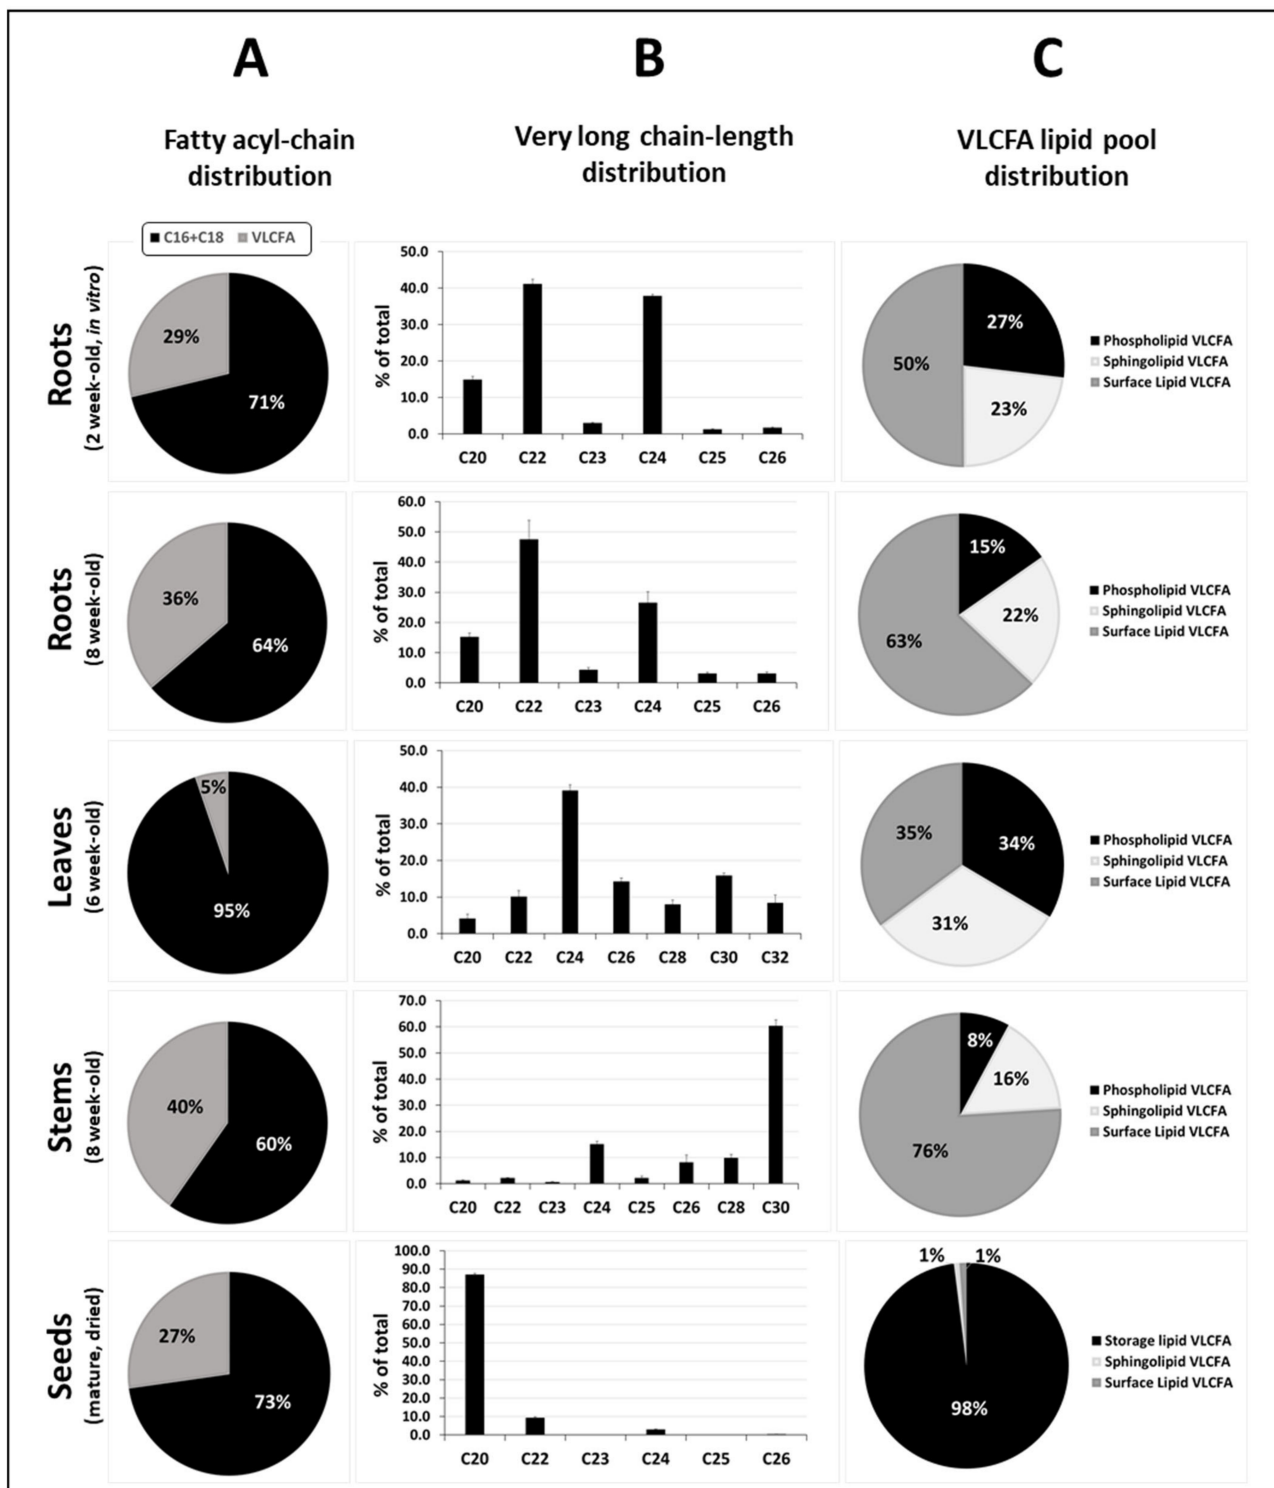 A
B
C
Fatty acyl-chain
distribution
Very long chain-length
distribution
VLCFA lipid pool
distribution
C16+C18 VLCFA
Roots
(2 week-old, in vitro)
29%
71%
% of total
50.0
40.0
30.0
20.0
10.0
0.0
C20 C22 C23 C24 C25 C26
27%
50%
23%
Phospholipid VLCFA
Sphingolipid VLCFA
Surface Lipid VLCFA
Roots
(8 week-old)
36%
64%
% of total
60.0
50.0
40.0
30.0
20.0
10.0
0.0
C20 C22 C23 C24 C25 C26
15%
22%
63%
Phospholipid VLCFA
Sphingolipid VLCFA
Surface Lipid VLCFA
Leaves
(6 week-old)
5%
95%
% of total
50.0
40.0
30.0
20.0
10.0
0.0
C20 C22 C24 C26 C28 C30 C32
35%
34%
31%
Phospholipid VLCFA
Sphingolipid VLCFA
Surface Lipid VLCFA
Stems
(8 week-old)
40%
60%
% of total
70.0
60.0
50.0
40.0
30.0
20.0
10.0
0.0
C20 C22 C23 C24 C25 C26 C28 C30
8%
16%
76%
Phospholipid VLCFA
Sphingolipid VLCFA
Surface Lipid VLCFA
Seeds
(mature, dried)
27%
73%
% of total
100.0
90.0
80.0
70.0
60.0
50.0
40.0
30.0
20.0
10.0
0.0
C20 C22 C23 C24 C25 C26
1% 1%
98%
Storage lipid VLCFA
Sphingolipid VLCFA
Surface Lipid VLCFA